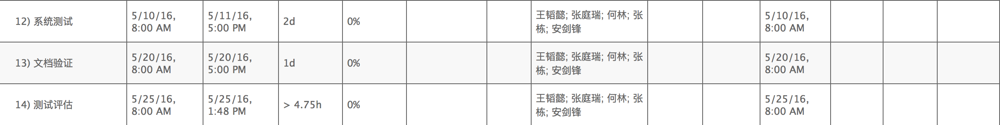 12) 系统测试
5/10/16,
8:00 AM
5/11/16,
5:00 PM
2d
0%
王韬懿; 张庭瑞; 何林; 张
栋; 安剑锋
5/10/16,
8:00 AM
13) 文档验证
5/20/16,
8:00 AM
5/20/16,
5:00 PM
1d
0%
王韬懿; 张庭瑞; 何林; 张
栋; 安剑锋
5/20/16,
8:00 AM
14) 测试评估
5/25/16,
8:00 AM
5/25/16,
1:48 PM
> 4.75h
0%
王韬懿; 张庭瑞; 何林; 张
栋; 安剑锋
5/25/16,
8:00 AM